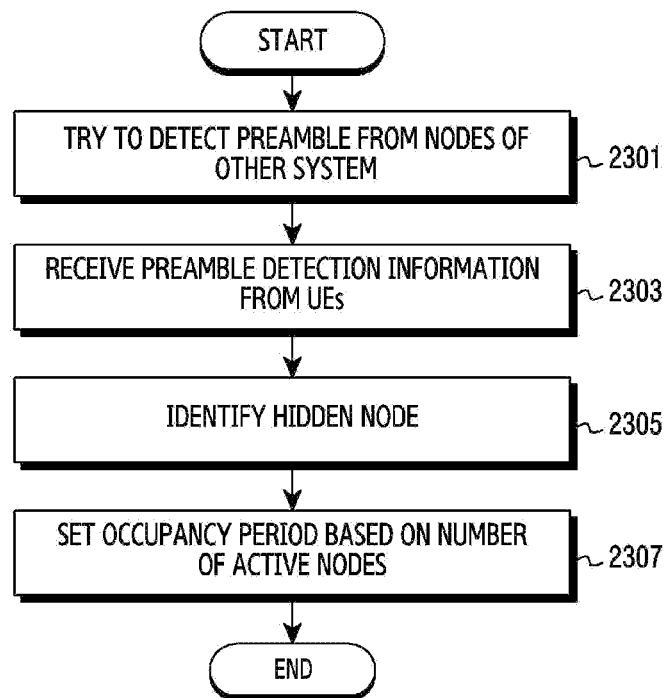 START
TRY TO DETECT PREAMBLE FROM NODES OF
OTHER SYSTEM
2301
RECEIVE PREAMBLE DETECTION INFORMATION
FROM UEs
2303
IDENTIFY HIDDEN NODE
2305
SET OCCUPANCY PERIOD BASED ON NUMBER
OF ACTIVE NODES
2307
END